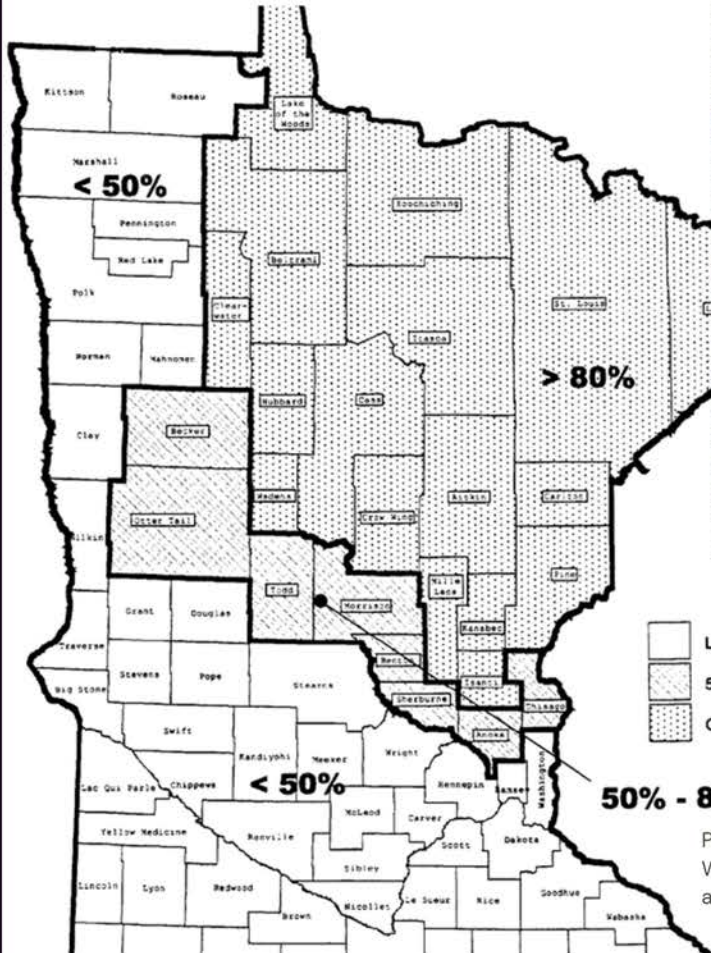 Kittson
Roseau
Lake
of the
Woods
Marshall
< 50%
Koochiching
Pennington
Red Lake
Beltrami
Polk
Clear-
water
St. Louis
Itasca
Norman
Mahnomen
> 80%
Hubbard
Cass
Clay
Becker
Wadena
Aitkin
Carlton
Otter Tail
Crow Wing
Wilkin
Mille
Lacs
Pine
Todd
Morrison
Grant
Douglas
Kanabec
Traverse
Benton
Stevens
Pope
Stearns
Isanti
Big Stone
Sherburne
Chisago
Swift
Anoka
Kandiyohi
Meeker
Wright
Washington
Lac Qui Parle
Chippewa
< 50%
Hennepin
Ramsey
50% - 8
McLeod
Carver
Yellow Medicine
Renville
Scott
Dakota
Sibley
Lincoln
Lyon
Redwood
Le Sueur
Rice
Goodhue
Brown
Nicollet
Wabasha
L
5
P
W
a